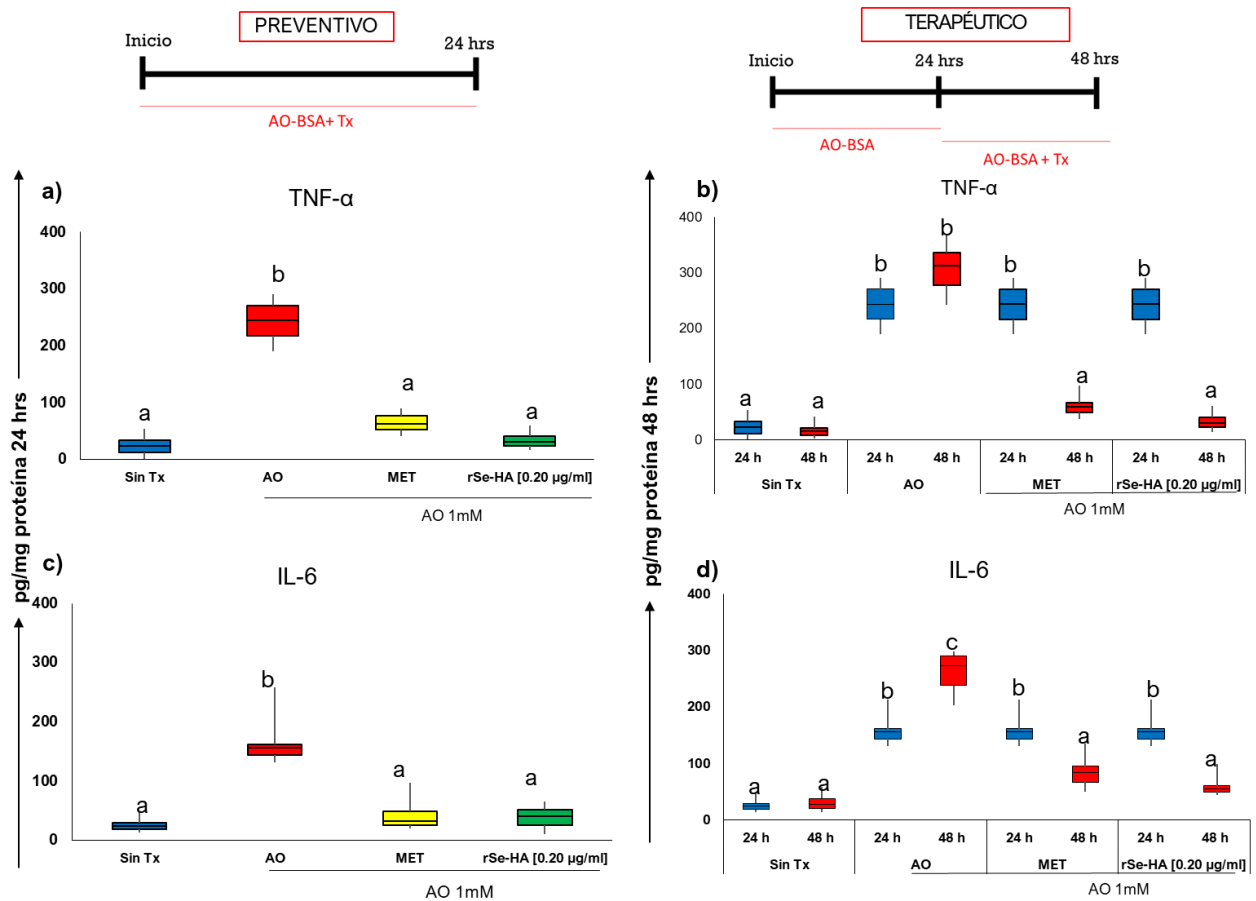 PREVENTIVO
Inicio 24 hrs
AO-BSA+ Tx
TERAPÉUTICO
Inicio 24 hrs 48 hrs
AO-BSA
AO-BSA + Tx
pg/mg proteína 24 hrs
a)
TNF-α
400
300
200
100
0
a b a a
Sin Tx AO MET rSe-HA [0.20 µg/ml]
AO 1mM
pg/mg proteína 48 hrs
b)
TNF-α
400
300
200
100
0
a a b b b a b a
24 h 48 h 24 h 48 h 24 h 48 h 24 h 48 h
Sin Tx AO MET rSe-HA [0.20 µg/ml]
AO 1mM
c)
IL-6
400
300
200
100
0
a b a a
Sin Tx AO MET rSe-HA [0.20 µg/ml]
AO 1mM
d)
IL-6
400
300
200
100
0
a a b c b a b a
24 h 48 h 24 h 48 h 24 h 48 h 24 h 48 h
Sin Tx AO MET rSe-HA [0.20 µg/ml]
AO 1mM